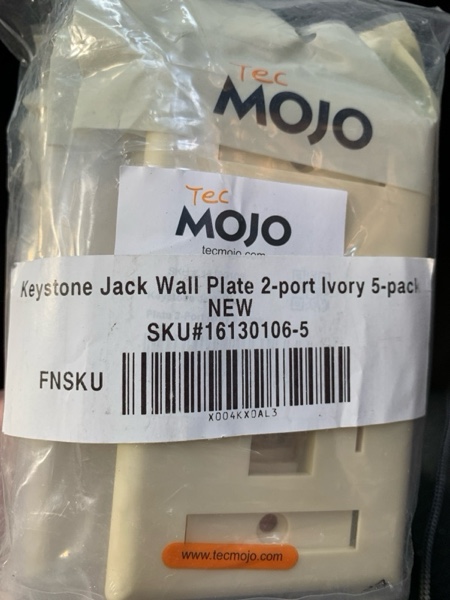 Tec
MOJO
Tec
MOJO
tecmojo.com
Keystone Jack Wall Plate 2-port Ivory 5-pack
NEW
SKU#16130106-5
FNSKU
X004KX0AL3
www.tecmojo.com